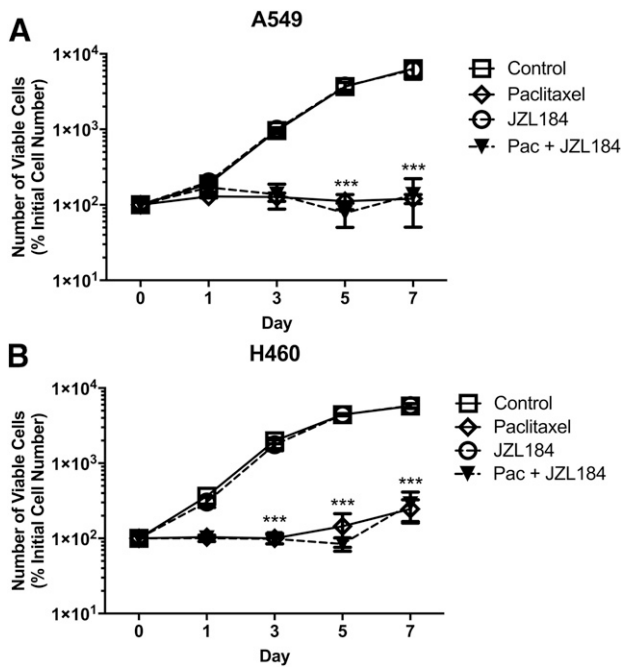 A
A549
Number of Viable Cells
(% Initial Cell Number)
1×10⁴
1×10³
1×10²
1×10¹
***
***
0 1 3 5 7
Day
Control
Paclitaxel
JZL184
Pac + JZL184
B
H460
Number of Viable Cells
(% Initial Cell Number)
1×10⁴
1×10³
1×10²
1×10¹
***
***
***
0 1 3 5 7
Day
Control
Paclitaxel
JZL184
Pac + JZL184